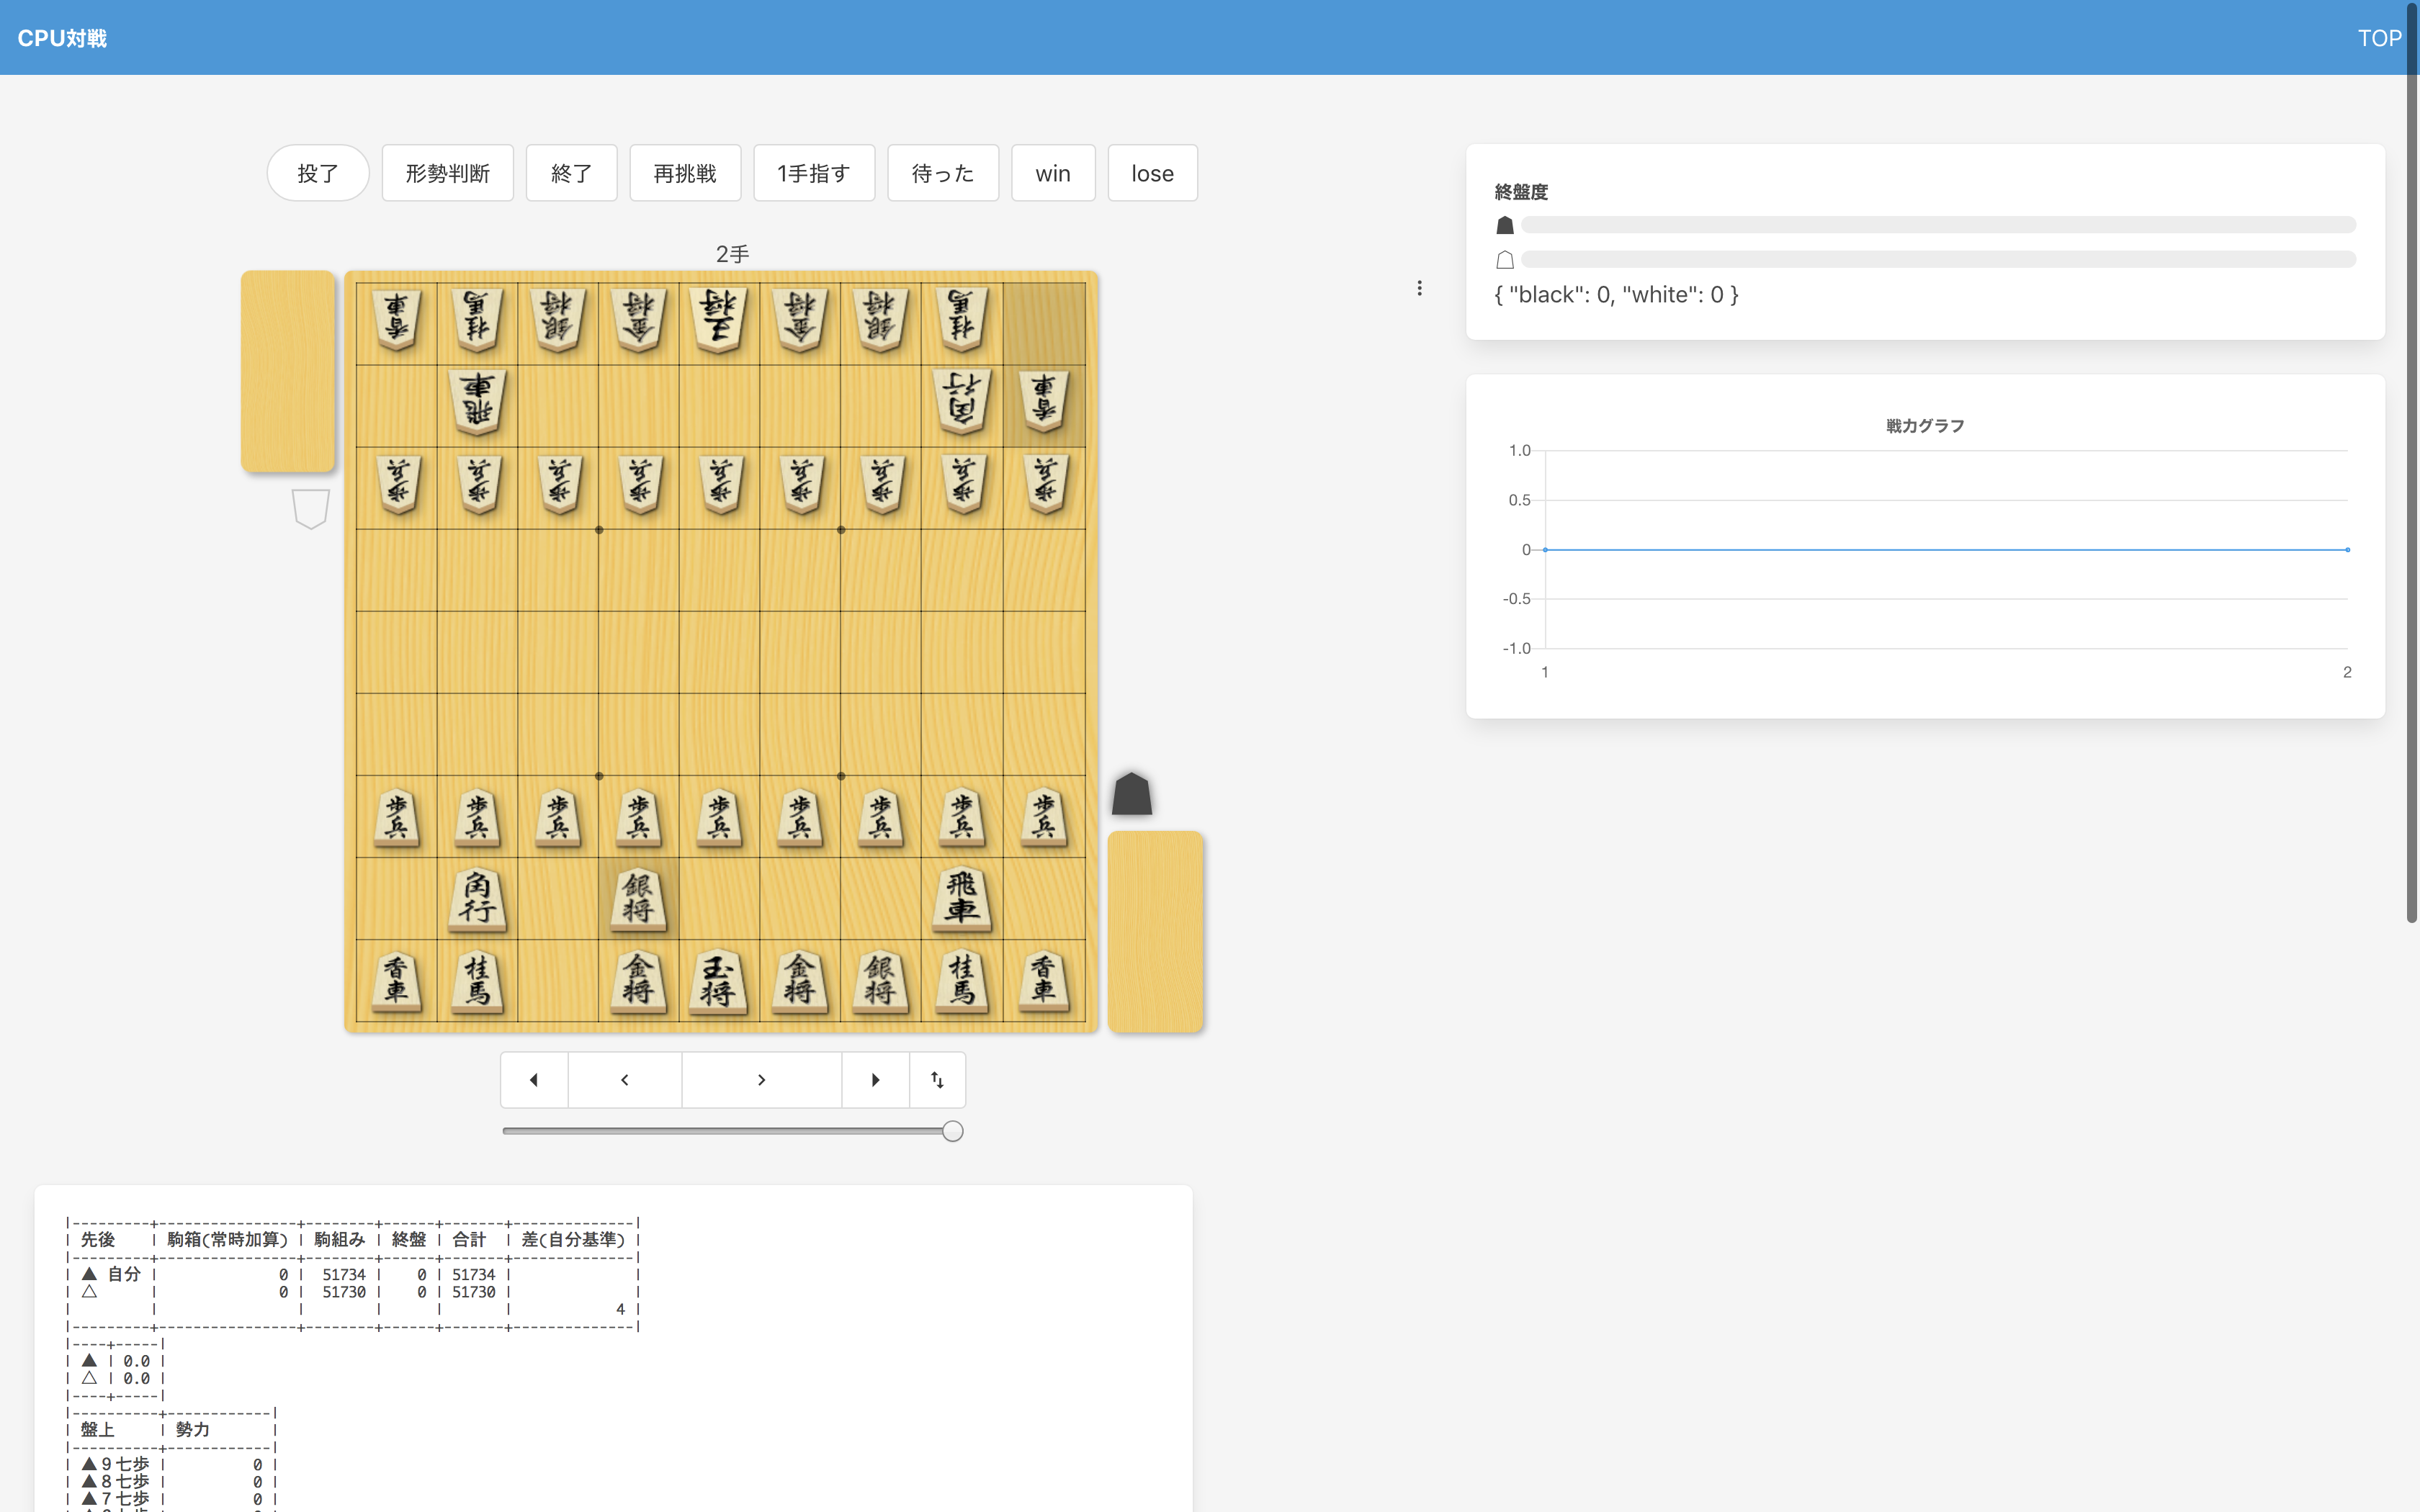 CPU対戦
TOP
投了 形勢判断 終了 再挑戦 1手指す 待った win lose
2手
香車 桂馬 銀将 金将 王将 金将 銀将 桂馬
飛車 角行 香車
歩兵 歩兵 歩兵 歩兵 歩兵 歩兵 歩兵 歩兵 歩兵
歩兵 歩兵 歩兵 歩兵 歩兵 歩兵 歩兵 歩兵 歩兵
角行 銀将 飛車
香車 桂馬 金将 玉将 金将 銀将 桂馬 香車
終盤度
{ "black": 0, "white": 0 }
戦力グラフ
1.0
0.5
0
-0.5
-1.0
1 2
|---------+----------------+--------+------+-------+--------------|
| 先後 | 駒箱(常時加算) | 駒組み | 終盤 | 合計 | 差(自分基準) |
|---------+----------------+--------+------+-------+--------------|
| ▲ 自分 | 0 | 51734 | 0 | 51734 | |
| △ | 0 | 51730 | 0 | 51730 | |
| | | | | | 4 |
|---------+----------------+--------+------+-------+--------------|
|----+-----|
| ▲ | 0.0 |
| △ | 0.0 |
|----+-----|
|----------+------------|
| 盤上 | 勢力 |
|----------+------------|
| ▲9七歩 | 0 |
| ▲8七歩 | 0 |
| ▲7七歩 | 0 |